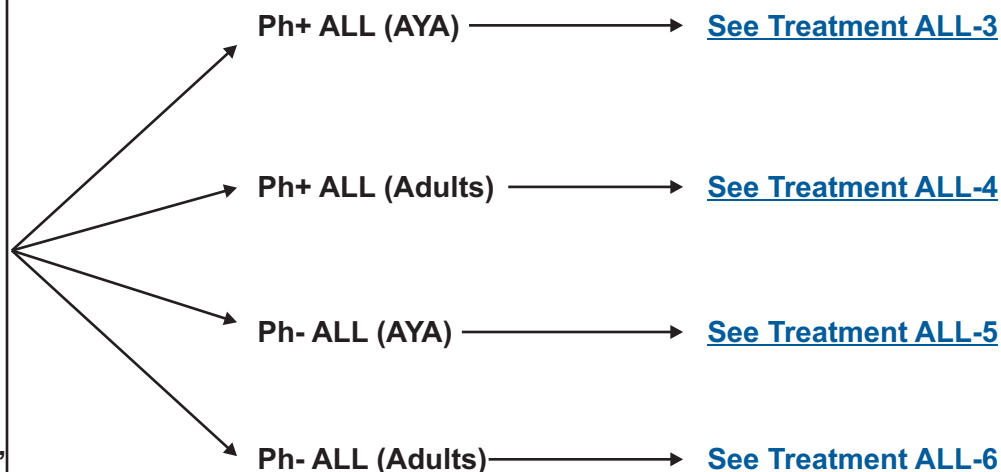 Ph+ ALL (AYA) See Treatment ALL-3
Ph+ ALL (Adults) See Treatment ALL-4
Ph- ALL (AYA) See Treatment ALL-5
Ph- ALL (Adults) See Treatment ALL-6